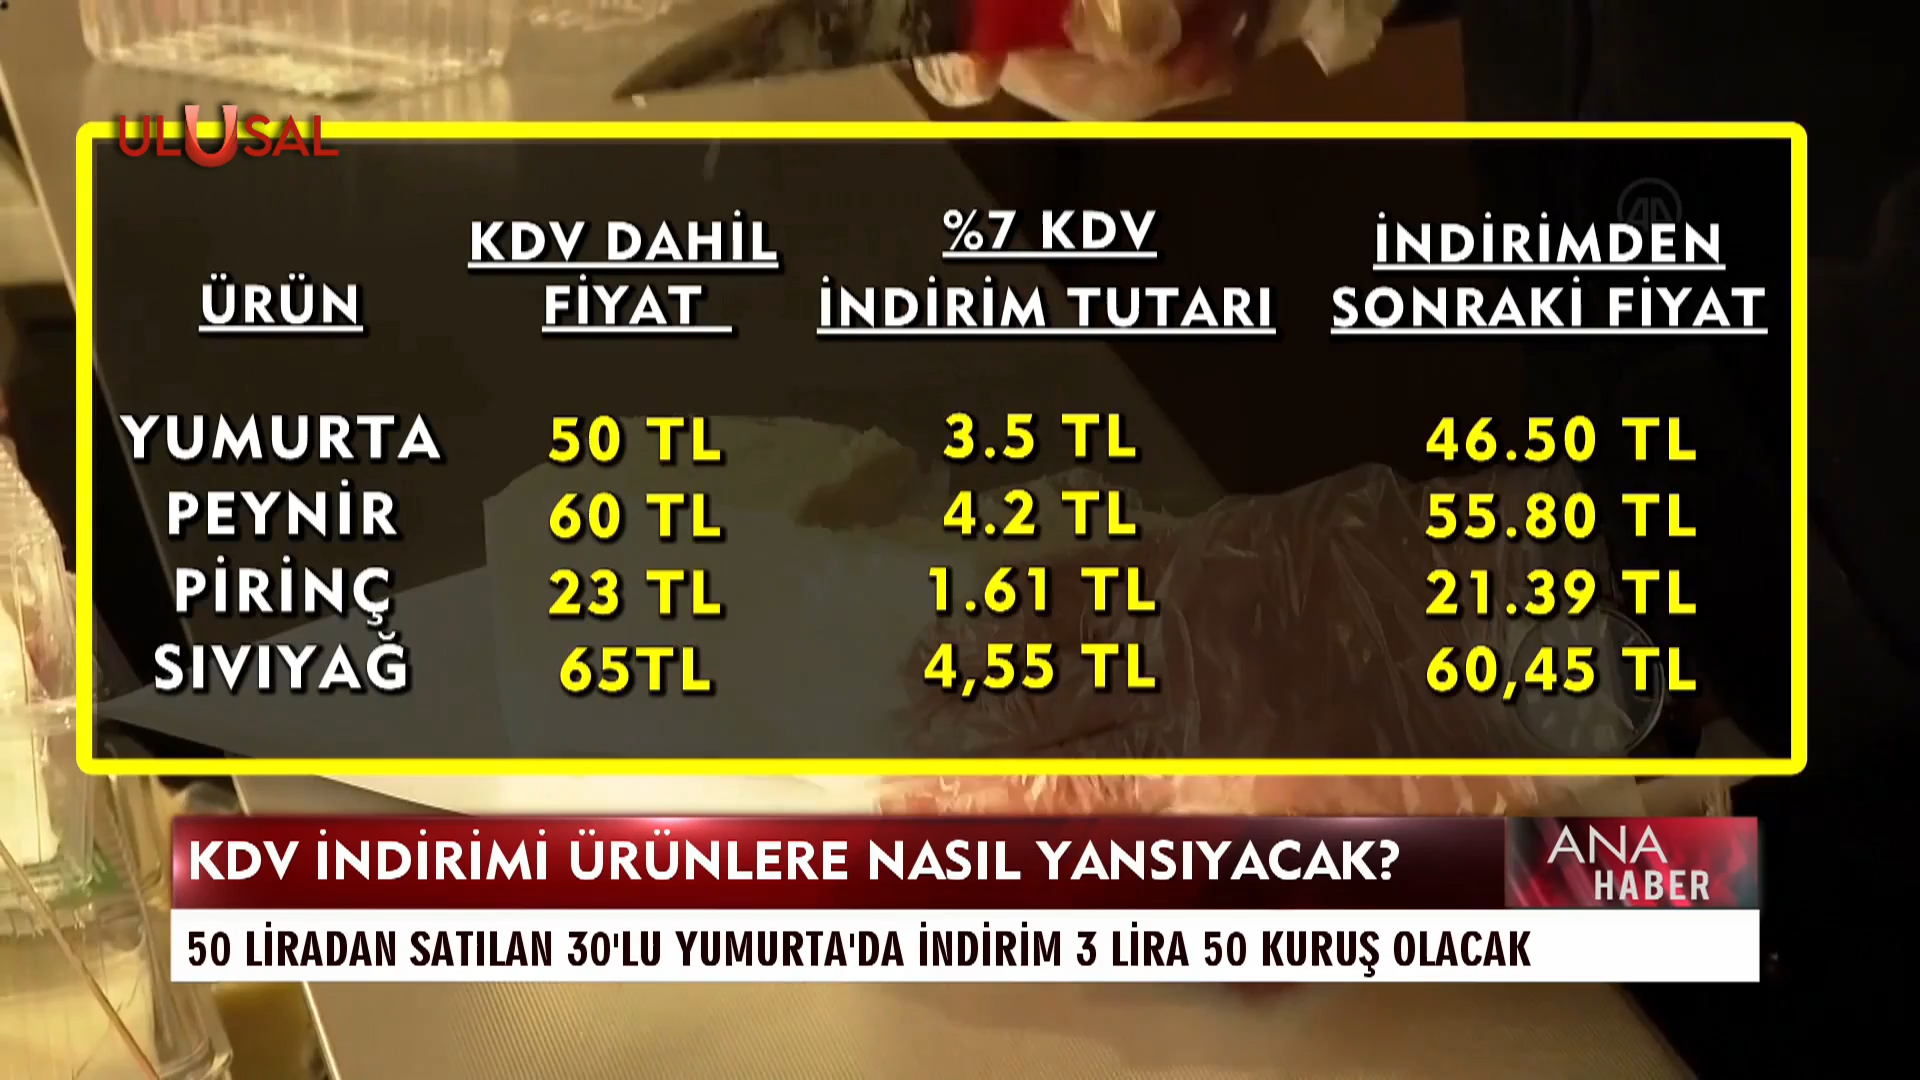 ULUSAL
AA
ÜRÜN
KDV DAHİL
FİYAT
%7 KDV
İNDİRİM TUTARI
İNDİRİMDEN
SONRAKİ FİYAT
YUMURTA 50 TL 3.5 TL 46.50 TL
PEYNİR 60 TL 4.2 TL 55.80 TL
PİRİNÇ 23 TL 1.61 TL 21.39 TL
SIVIYAĞ 65TL 4,55 TL 60,45 TL
KDV İNDİRİMİ ÜRÜNLERE NASIL YANSIYACAK?
ANA
HABER
50 LİRADAN SATILAN 30'LU YUMURTA'DA İNDİRİM 3 LİRA 50 KURUŞ OLACAK